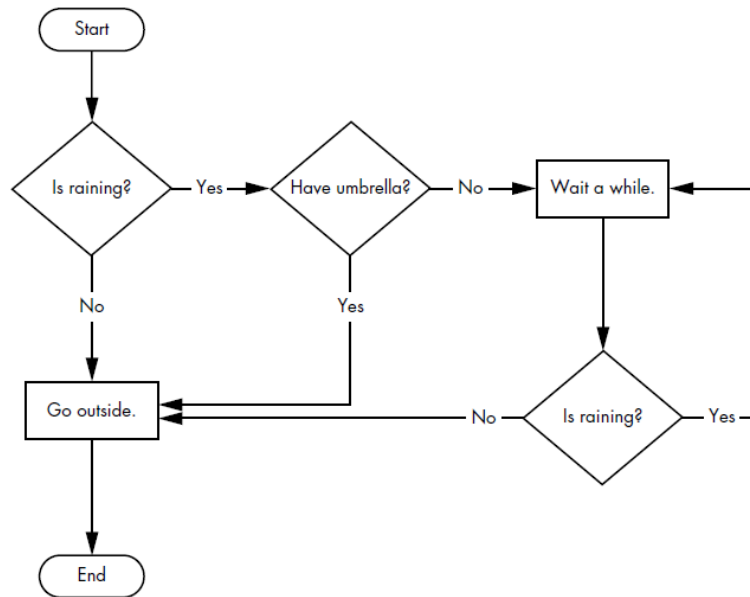 Start
Is raining?
Yes
Have umbrella?
No
Wait a while.
No
Yes
Go outside.
No
Is raining?
Yes
End